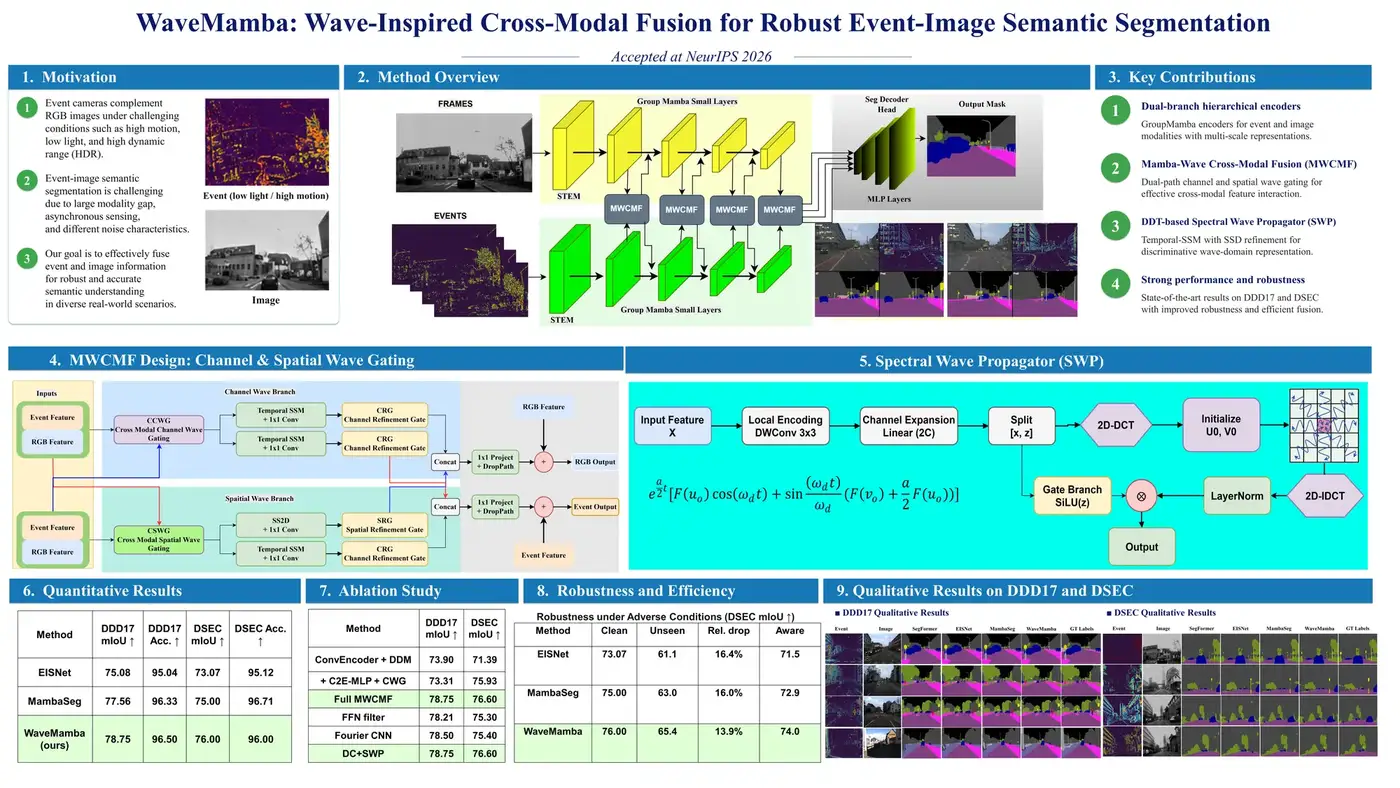 WaveMamba: Wave-Inspired Cross-Modal Fusion for Robust Event-Image Semantic Segmentation
Accepted at NeurIPS 2026
1. Motivation
1
Event cameras complement
RGB images under challenging
conditions such as high motion,
low light, and high dynamic
range (HDR).
2
Event-image semantic
segmentation is challenging
due to large modality gap,
asynchronous sensing,
and different noise characteristics.
3
Our goal is to effectively fuse
event and image information
for robust and accurate
semantic understanding
in diverse real-world scenarios.
Event (low light / high motion)
Image
2. Method Overview
FRAMES
Group Mamba Small Layers
STEM
MWCMF MWCMF MWCMF MWCMF
EVENTS
STEM
Group Mamba Small Layers
Seg Decoder
Head
MLP Layers
Output Mask
3. Key Contributions
1
Dual-branch hierarchical encoders
GroupMamba encoders for event and image
modalities with multi-scale representations.
2
Mamba-Wave Cross-Modal Fusion (MWCMF)
Dual-path channel and spatial wave gating for
effective cross-modal feature interaction.
3
DDT-based Spectral Wave Propagator (SWP)
Temporal-SSM with SSD refinement for
discriminative wave-domain representation.
4
Strong performance and robustness
State-of-the-art results on DDD17 and DSEC
with improved robustness and efficient fusion.
4. MWCMF Design: Channel & Spatial Wave Gating
Inputs
Event Feature
RGB Feature
Event Feature
RGB Feature
Channel Wave Branch
CCWG
Cross Modal Channel Wave
Gating
Temporal SSM
+ 1x1 Conv
Temporal SSM
+ 1x1 Conv
CRG
Channel Refinement Gate
CRG
Channel Refinement Gate
Spatial Wave Branch
CSWG
Cross Modal Spatial Wave
Gating
SS2D
+ 1x1 Conv
Temporal SSM
+ 1x1 Conv
SRG
Spatial Refinement Gate
CRG
Channel Refinement Gate
Concat
Concat
1x1 Project
+ DropPath
1x1 Project
+ DropPath
RGB Feature
+
RGB Output
+
Event Output
Event Feature
5. Spectral Wave Propagator (SWP)
Input Feature
X
Local Encoding
DWConv 3x3
Channel Expansion
Linear (2C)
Split
[x, z]
2D-DCT
Initialize
U0, V0
2D-IDCT
LayerNorm
⊗
Gate Branch
SiLU(z)
Output
e^{\frac{a}{2}t}[F(u_o) cos(ω_d t) + sin \frac{(ω_d t)}{ω_d} (F(v_o) + \frac{a}{2} F(u_o))]
6. Quantitative Results
Method DDD17 mIoU ↑ DDD17 Acc. ↑ DSEC mIoU ↑ DSEC Acc. ↑
EISNet 75.08 95.04 73.07 95.12
MambaSeg 77.56 96.33 75.00 96.71
WaveMamba (ours) 78.75 96.50 76.00 96.00
7. Ablation Study
Method DDD17 mIoU ↑ DSEC mIoU ↑
ConvEncoder + DDM 73.90 71.39
+ C2E-MLP + CWG 73.31 75.93
Full MWCMF 78.75 76.60
FFN filter 78.21 75.30
Fourier CNN 78.50 75.40
DC+SWP 78.75 76.60
8. Robustness and Efficiency
Robustness under Adverse Conditions (DSEC mIoU ↑)
Method Clean Unseen Rel. drop Aware
EISNet 73.07 61.1 16.4% 71.5
MambaSeg 75.00 63.0 16.0% 72.9
WaveMamba 76.00 65.4 13.9% 74.0
9. Qualitative Results on DDD17 and DSEC
■ DDD17 Qualitative Results
Event Image SegFormer EISNet MambaSeg WaveMamba GT Labels
■ DSEC Qualitative Results
Event Image SegFormer EISNet MambaSeg WaveMamba GT Labels